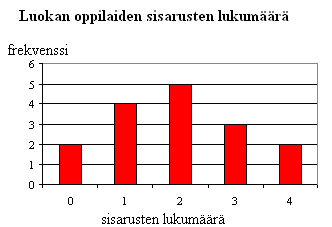 Luokan oppilaiden sisarusten lukumäärä
frekvenssi
6
5
4
3
2
1
0
0 1 2 3 4
sisarusten lukumäärä